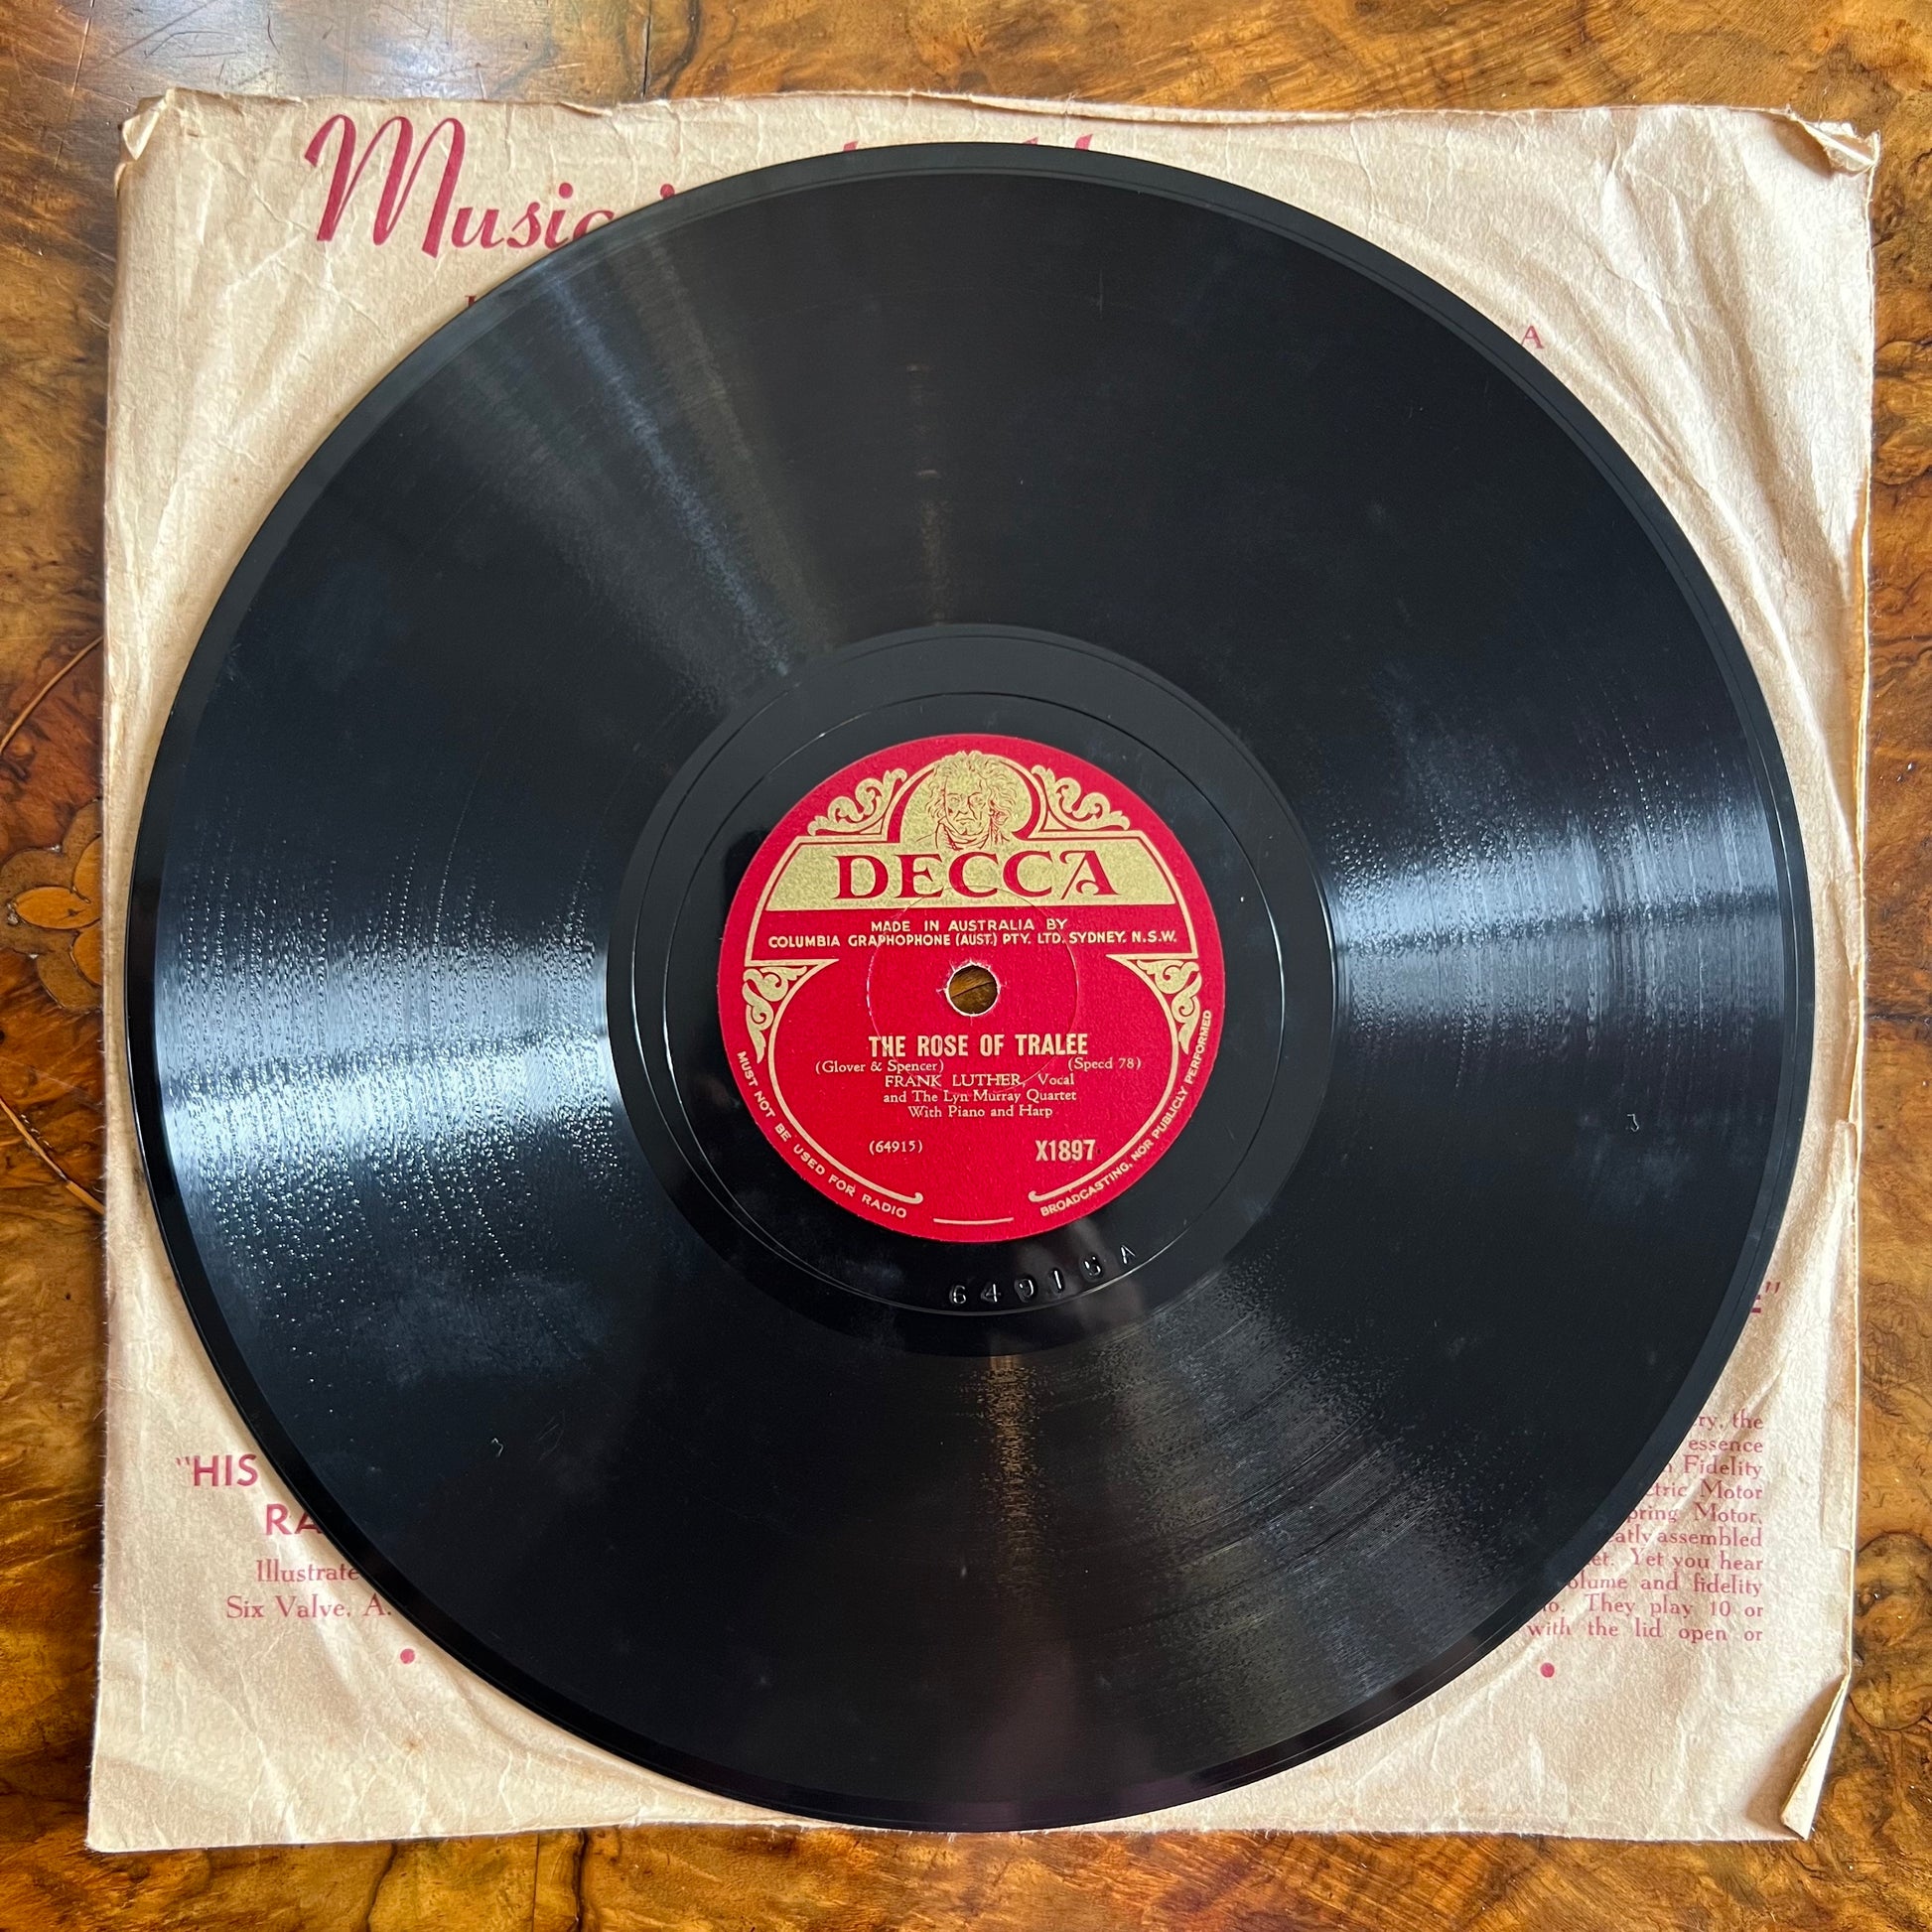 Music
A
DECCA
MADE IN AUSTRALIA BY
COLUMBIA GRAPHOPHONE (AUST.) PTY. LTD. SYDNEY. N.S.W.
THE ROSE OF TRALEE
(Glover & Spencer) (Speed 78)
FRANK LUTHER, Vocal
and The Lyn Murray Quartet
With Piano and Harp
(64915) X1897
MUST NOT BE USED FOR RADIO BROADCASTING, NOR PUBLICLY PERFORMED
64915A
"HIS
RA
Illustrate
Six Valve, A.
ry, the
essence
Fidelity
ctric Motor
pring Motor,
eatly assembled
et. Yet you hear
olume and fidelity
o. They play 10 or
with the lid open or